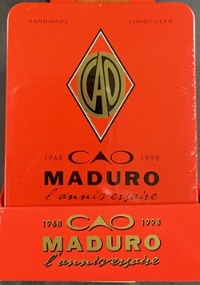 HANDMADE LONGFILLER
CAO
1968 CAO 1998
MADURO
l'anniversaire
1968 CAO 1998
MADURO
l'anniversaire